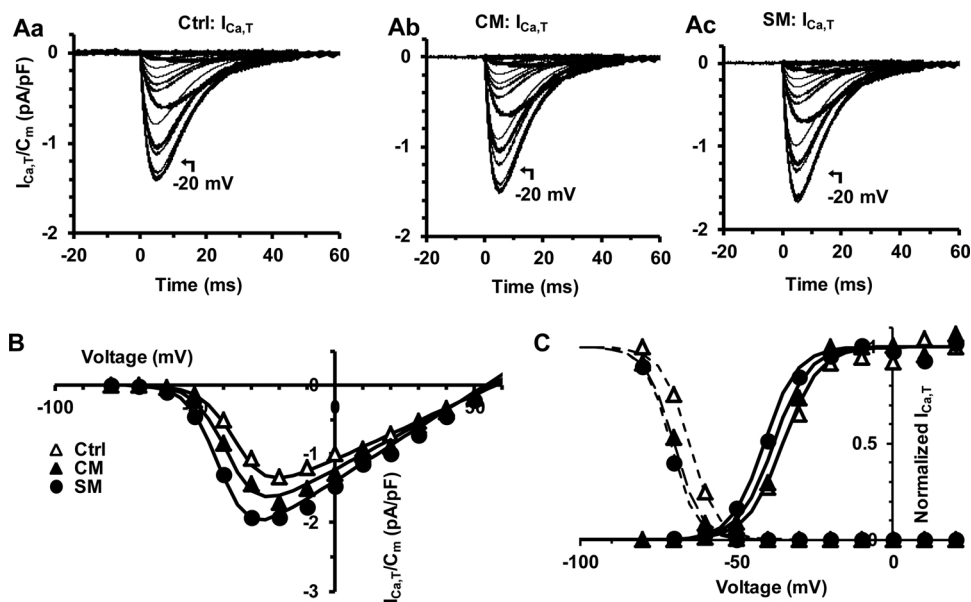 Aa
Ctrl: I_Ca,T
Ab
CM: I_Ca,T
Ac
SM: I_Ca,T
I_Ca,T/C_m (pA/pF)
0
-1
-2
-20 mV
-20 0 20 40 60
Time (ms)
0
-1
-2
-20 mV
-20 0 20 40 60
Time (ms)
0
-1
-2
-20 mV
-20 0 20 40 60
Time (ms)
B
Voltage (mV)
-100
0
0
-1
-2
-3
Ctrl
CM
SM
I_Ca,T/C_m (pA/pF)
C
1
0.5
Normalized I_Ca,T
-100 -50 0
Voltage (mV)